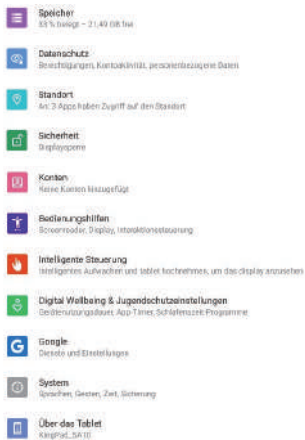 Speicher
33 % belegt – 21,49 GB frei
Datenschutz
Berechtigungen, Kontoaktivität, personenbezogene Daten
Standort
An: 3 Apps haben Zugriff auf den Standort
Sicherheit
Displaysperre
Konten
Keine Konten hinzugefügt
Bedienungshilfen
Screenreader, Display, Interaktionssteuerung
Intelligente Steuerung
Intelligentes Aufwachen und tablet hochnehmen, um das display anzusehen
Digital Wellbeing & Jugendschutzeinstellungen
Gerätenutzungsdauer, App-Timer, Schlafenszeit-Programme
Google
Dienste und Einstellungen
System
Sprachen, Gesten, Zeit, Sicherung
Über das Tablet
KingPad_SA10